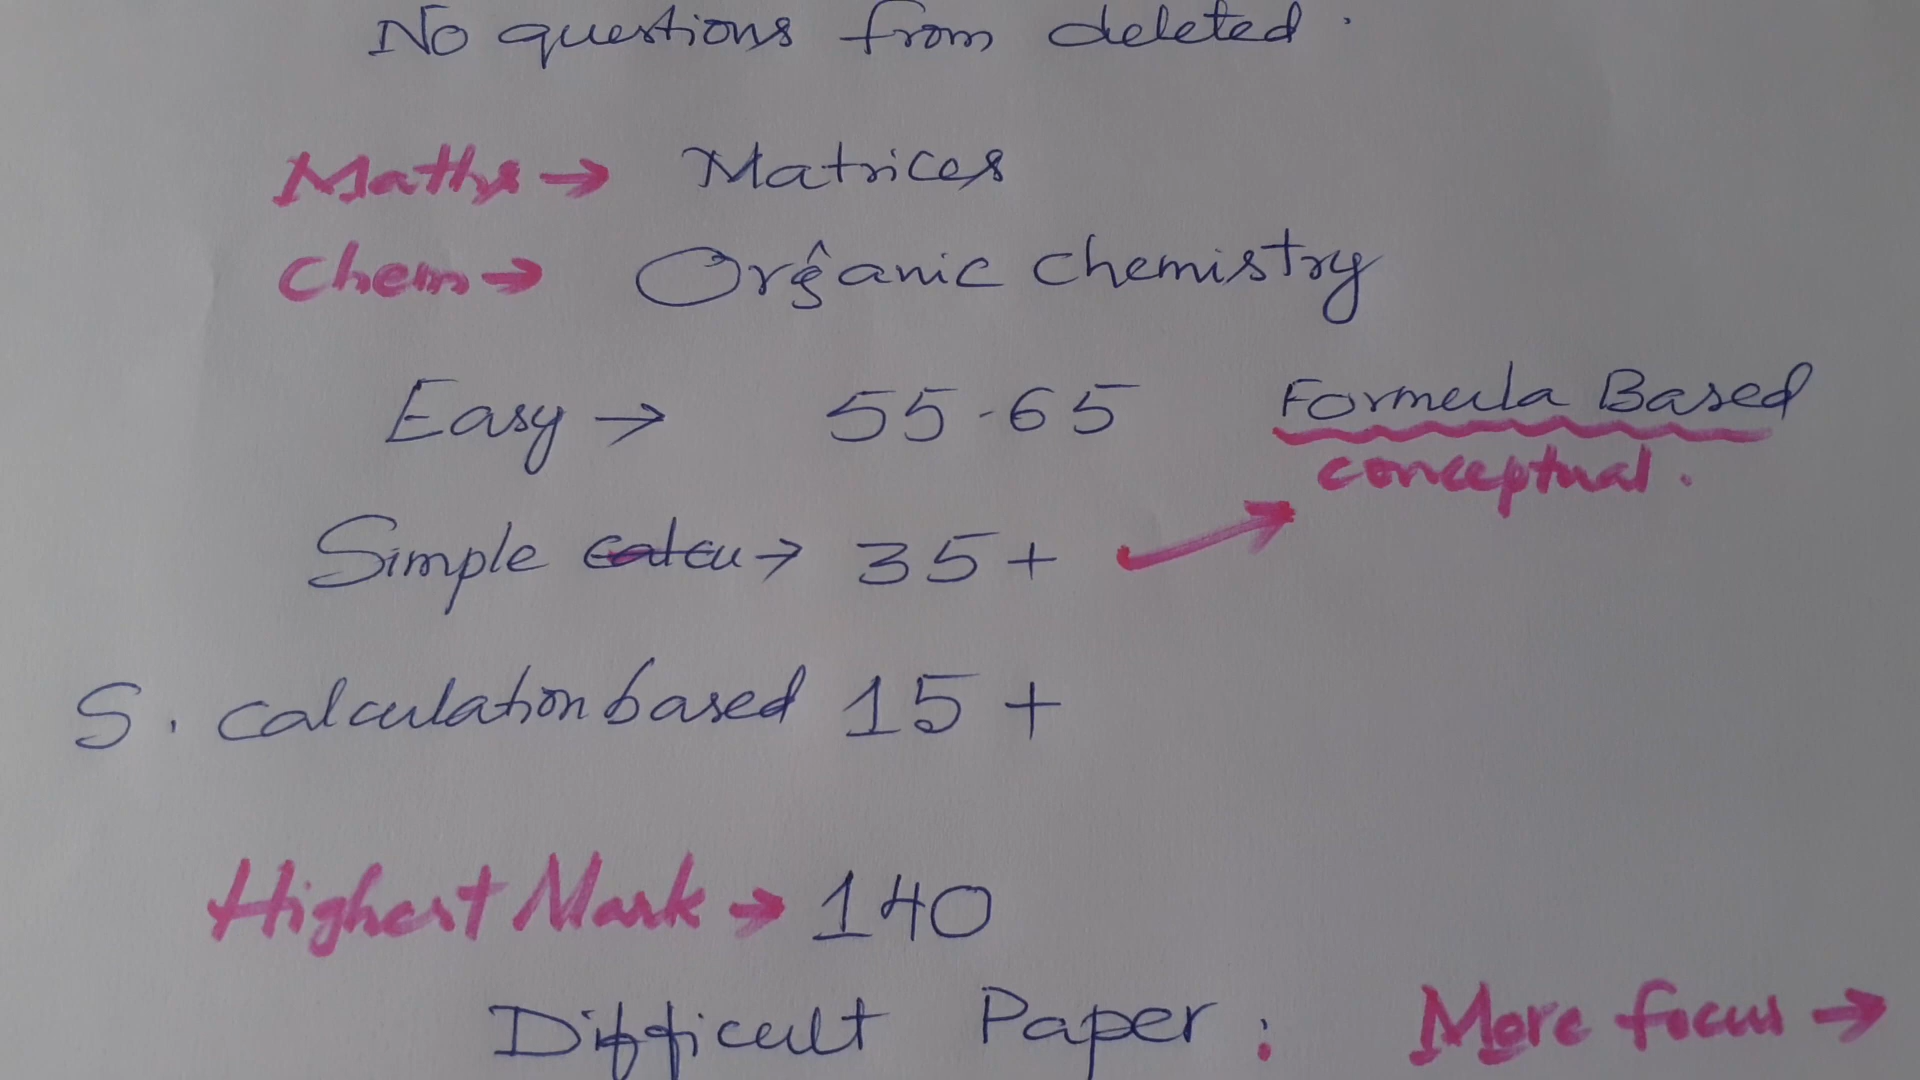 No questions from deleted.
Maths → Matrices
Chem → Organic chemistry
Easy → 55-65 Formula Based
conceptual.
Simple calcu → 35+
S. calculation based 15+
Highest Mark → 140
Difficult Paper: More focus →